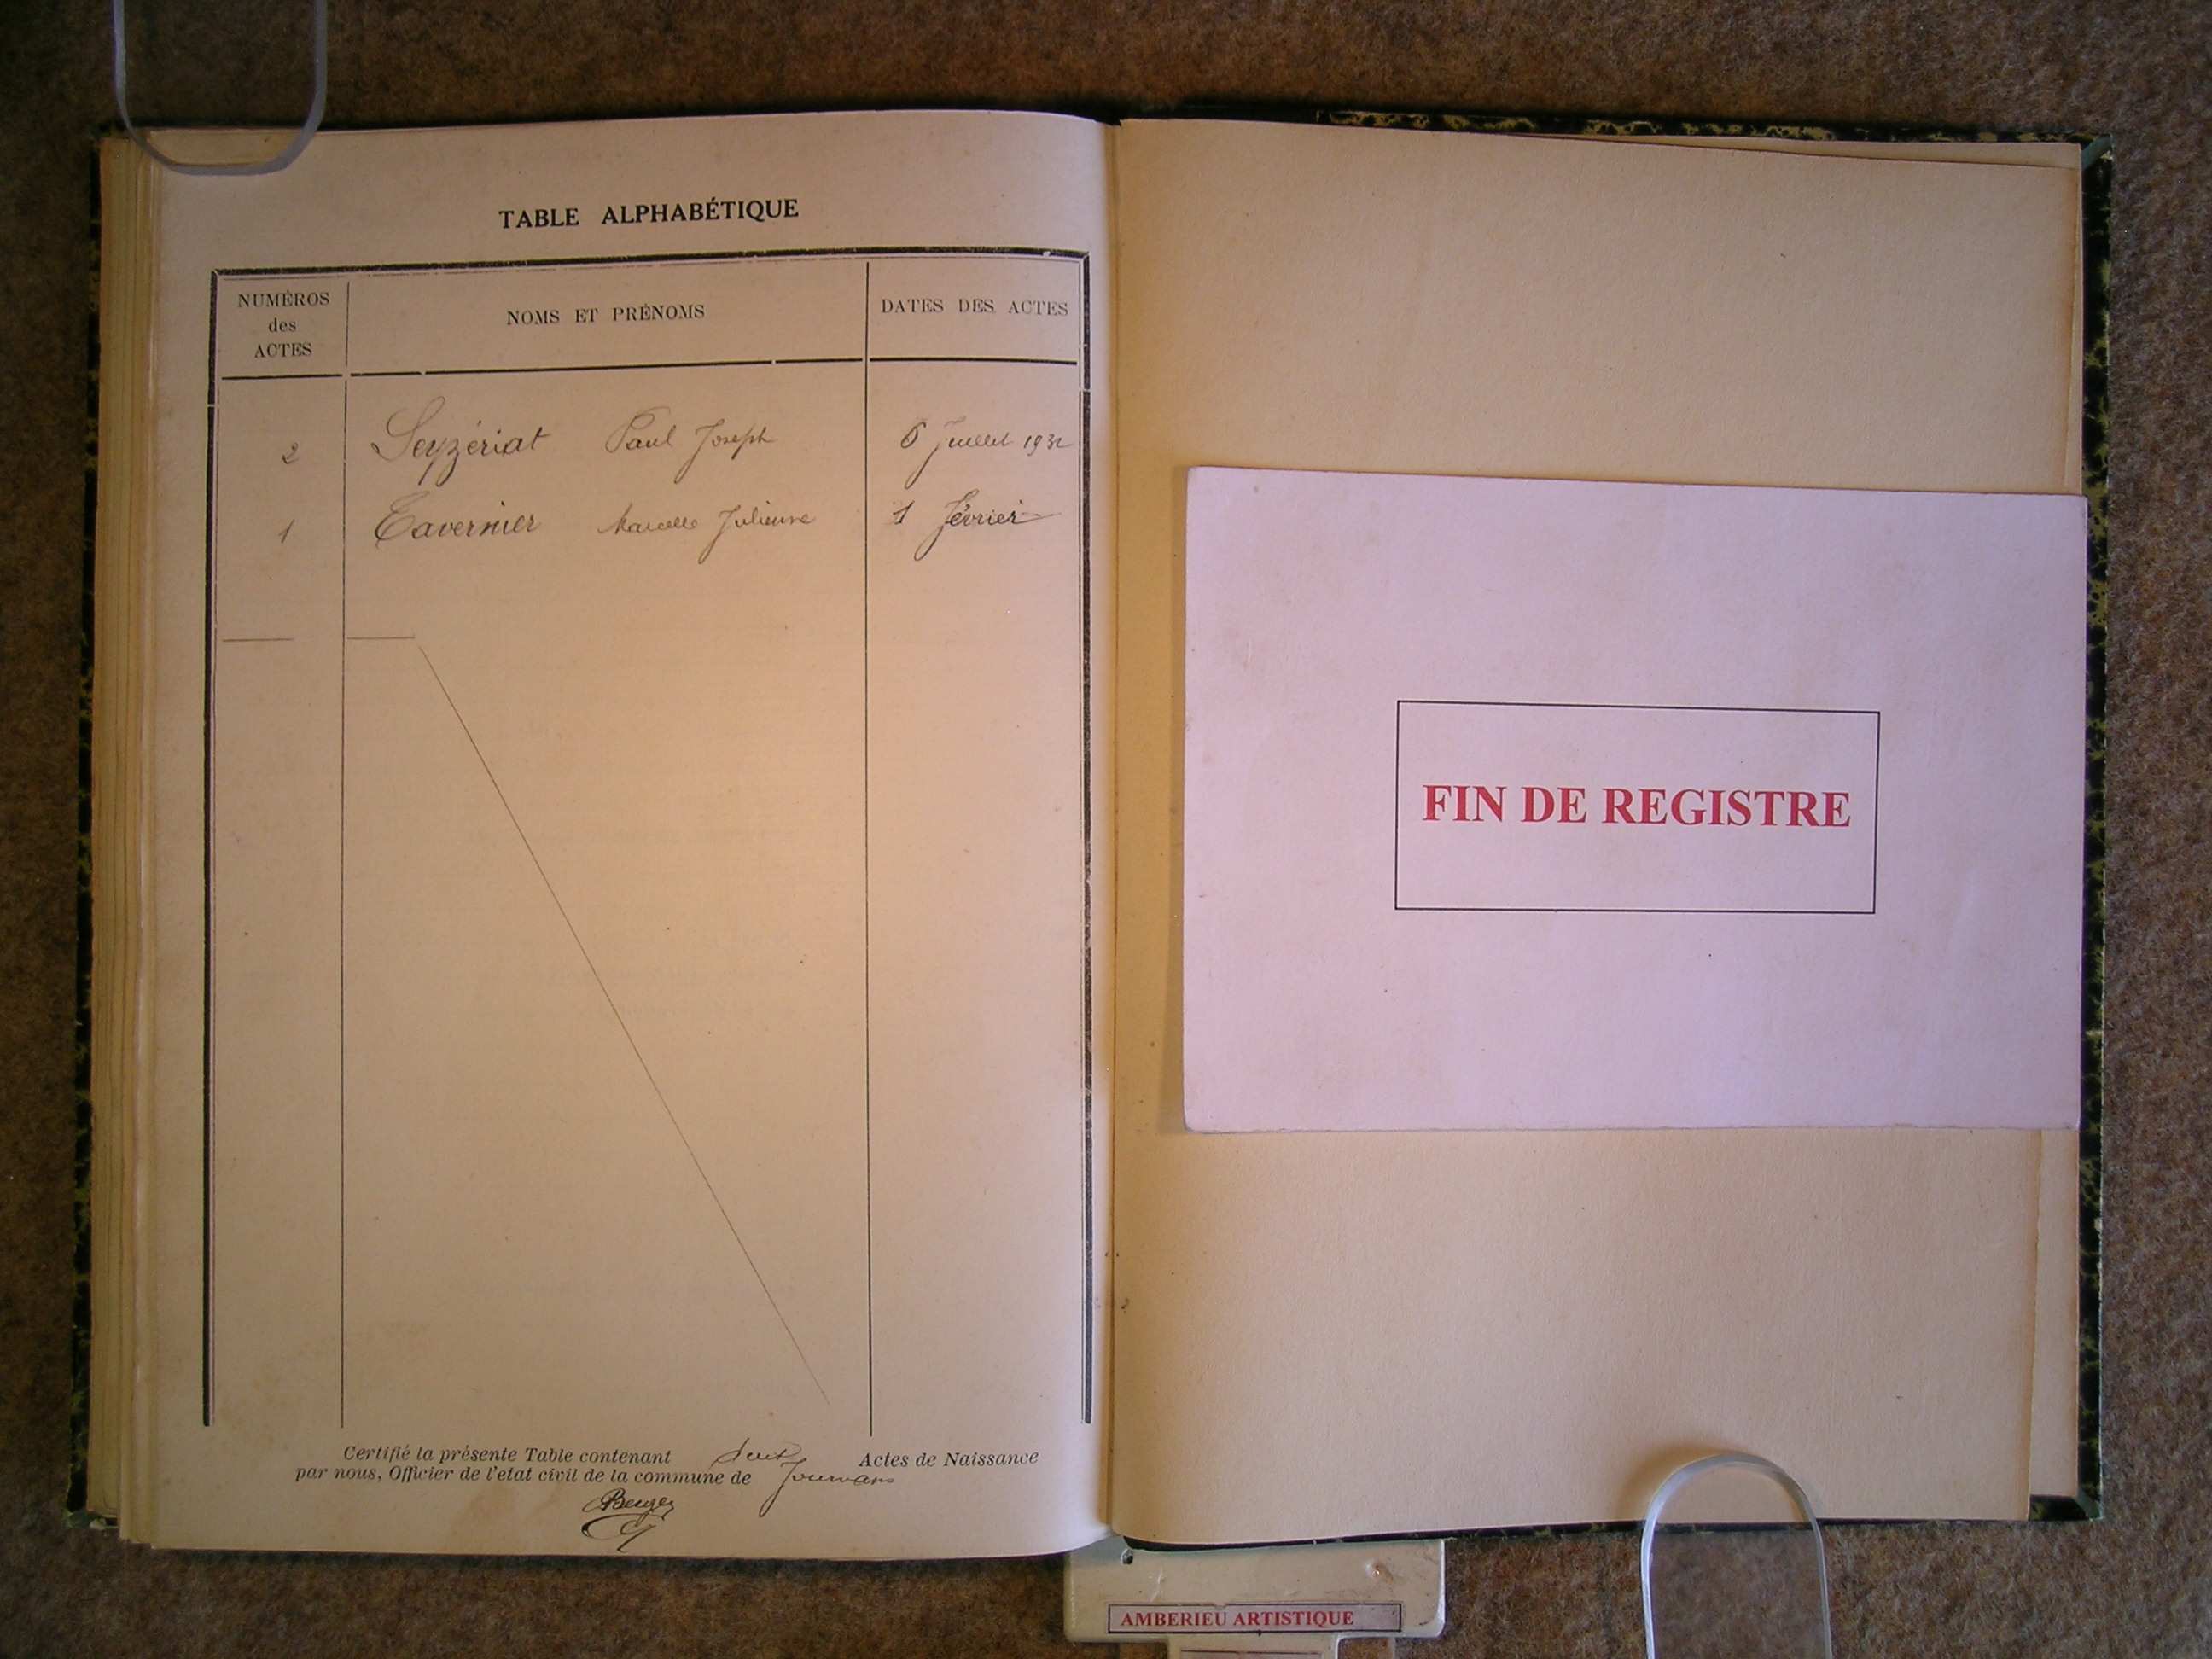 TABLE ALPHABÉTIQUE
NUMÉROS
des
ACTES
NOMS ET PRÉNOMS
DATES DES ACTES
2 Seyzériat Paul Joseph 6 Juillet 1932
1 Tavernier Marcelle Julienne 1 Février
Certifié la présente Table contenant Actes de Naissance
par nous, Officier de l'etat civil de la commune de Journans
FIN DE REGISTRE
AMBERIEU ARTISTIQUE